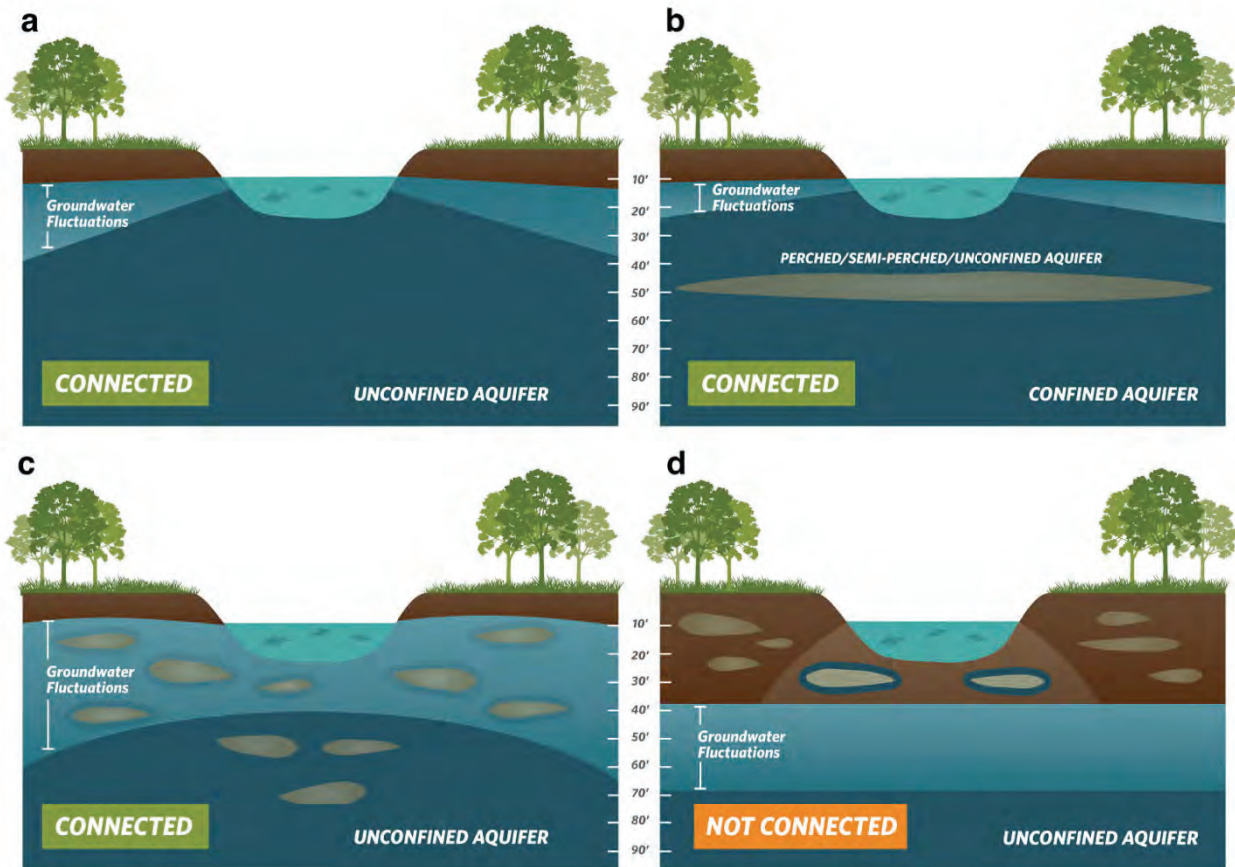 a
Groundwater
Fluctuations
CONNECTED
UNCONFINED AQUIFER
10'
20'
30'
40'
50'
60'
70'
80'
90'
b
Groundwater
Fluctuations
PERCHED/SEMI-PERCHED/UNCONFINED AQUIFER
CONNECTED
CONFINED AQUIFER
c
Groundwater
Fluctuations
CONNECTED
UNCONFINED AQUIFER
10'
20'
30'
40'
50'
60'
70'
80'
90'
d
Groundwater
Fluctuations
NOT CONNECTED
UNCONFINED AQUIFER